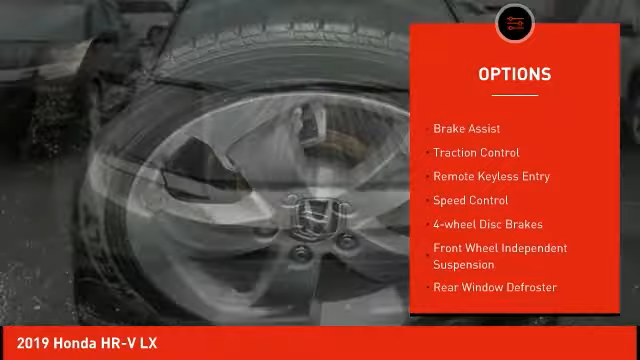 OPTIONS
Brake Assist
Traction Control
Remote Keyless Entry
Speed Control
4-wheel Disc Brakes
Front Wheel Independent
Suspension
Rear Window Defroster
2019 Honda HR-V LX